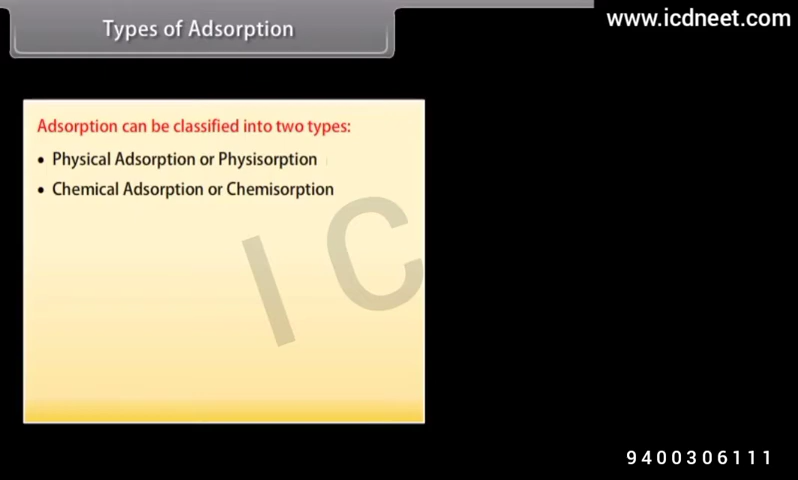 Types of Adsorption
www.icdneet.com
Adsorption can be classified into two types:
• Physical Adsorption or Physisorption
• Chemical Adsorption or Chemisorption
I C
9400306111